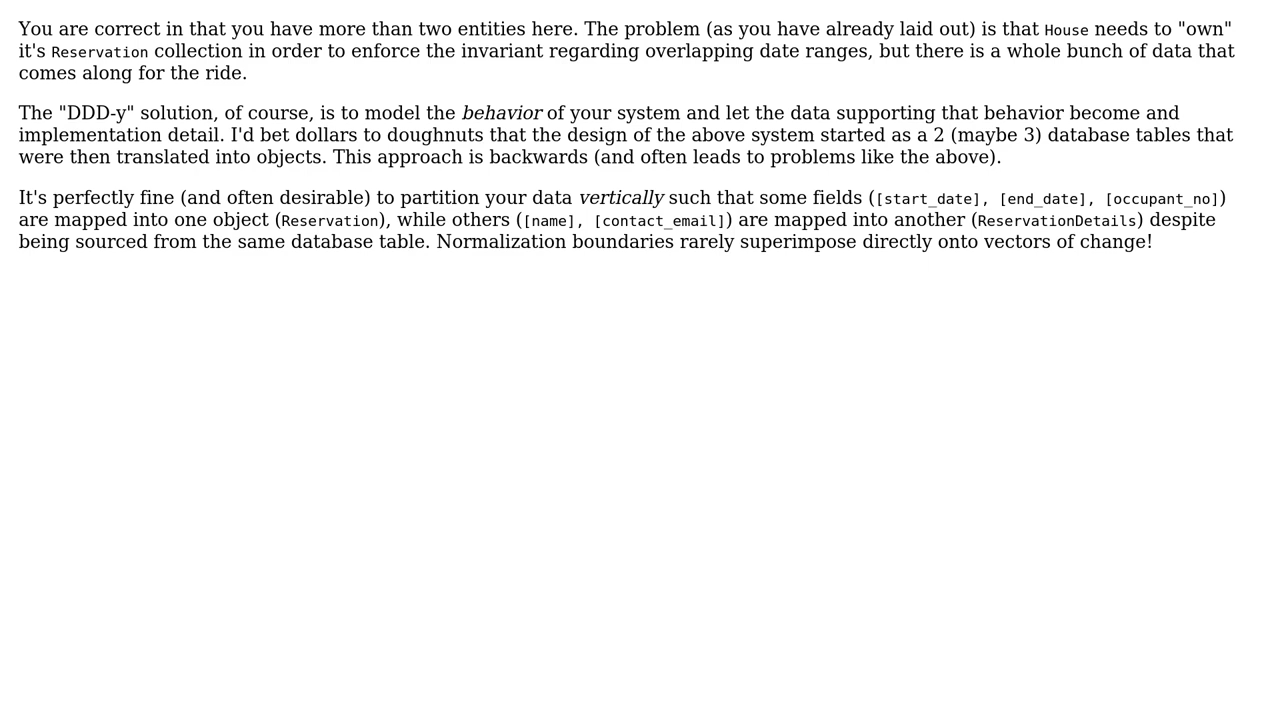 You are correct in that you have more than two entities here. The problem (as you have already laid out) is that House needs to "own"
it's Reservation collection in order to enforce the invariant regarding overlapping date ranges, but there is a whole bunch of data that
comes along for the ride.
The "DDD-y" solution, of course, is to model the behavior of your system and let the data supporting that behavior become and
implementation detail. I'd bet dollars to doughnuts that the design of the above system started as a 2 (maybe 3) database tables that
were then translated into objects. This approach is backwards (and often leads to problems like the above).
It's perfectly fine (and often desirable) to partition your data vertically such that some fields ([start_date], [end_date], [occupant_no])
are mapped into one object (Reservation), while others ([name], [contact_email]) are mapped into another (ReservationDetails) despite
being sourced from the same database table. Normalization boundaries rarely superimpose directly onto vectors of change!